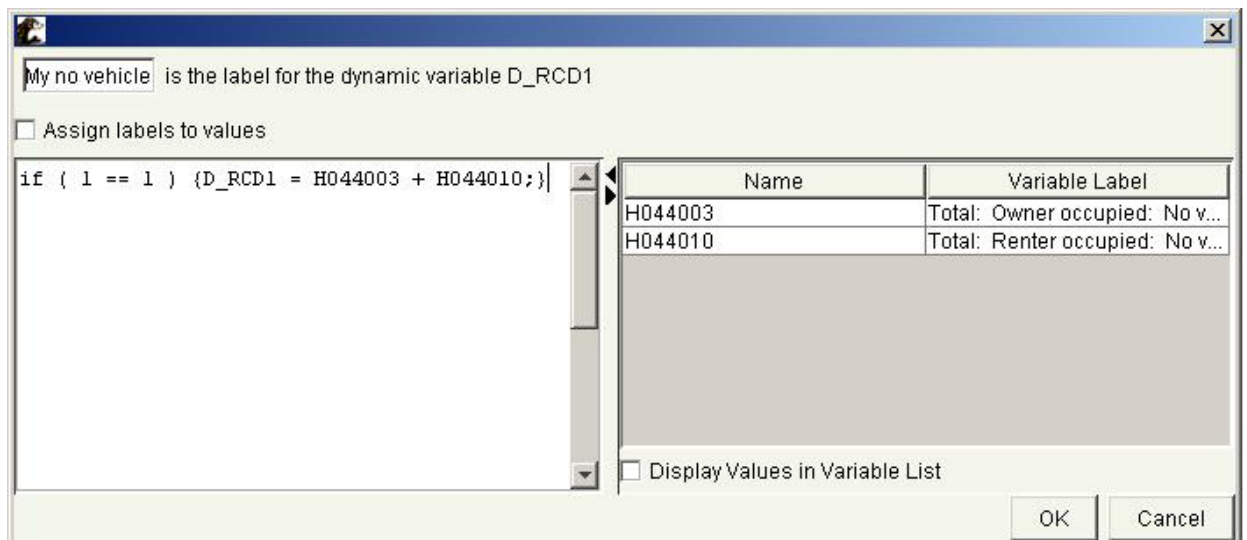 My no vehicle is the label for the dynamic variable D_RCD1
Assign labels to values
if ( 1 == 1 ) {D_RCD1 = H044003 + H044010;}
Name Variable Label
H044003 Total: Owner occupied: No v...
H044010 Total: Renter occupied: No v...
Display Values in Variable List
OK Cancel